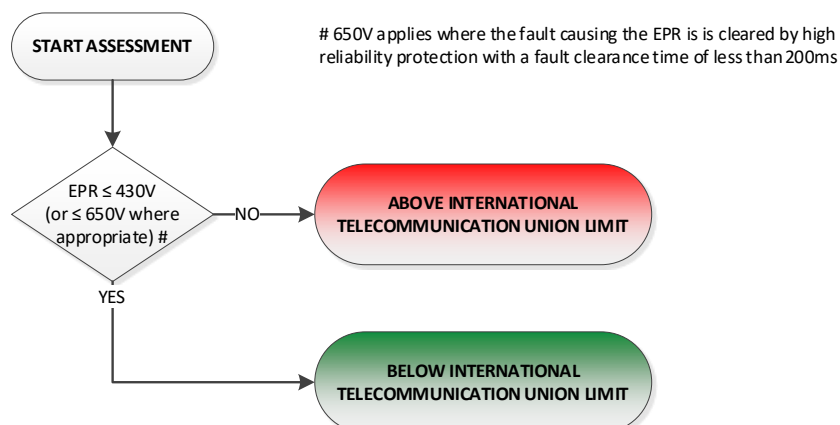 START ASSESSMENT
# 650V applies where the fault causing the EPR is is cleared by high
reliability protection with a fault clearance time of less than 200ms
EPR ≤ 430V
(or ≤ 650V where
appropriate) #
NO
ABOVE INTERNATIONAL
TELECOMMUNICATION UNION LIMIT
YES
BELOW INTERNATIONAL
TELECOMMUNICATION UNION LIMIT